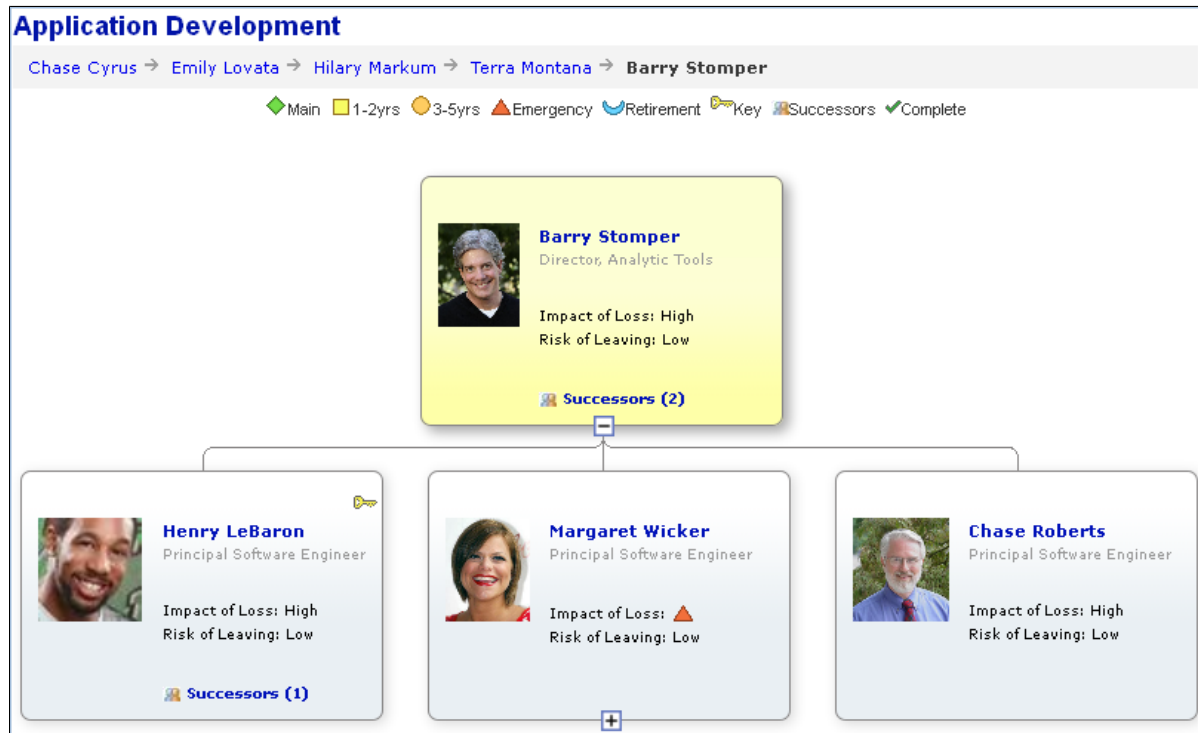 Application Development
Chase Cyrus → Emily Lovata → Hilary Markum → Terra Montana → Barry Stomper
Main 1-2yrs 3-5yrs Emergency Retirement Key Successors Complete
Barry Stomper
Director, Analytic Tools
Impact of Loss: High
Risk of Leaving: Low
Successors (2)
Henry LeBaron
Principal Software Engineer
Impact of Loss: High
Risk of Leaving: Low
Successors (1)
Margaret Wicker
Principal Software Engineer
Impact of Loss:
Risk of Leaving: Low
Chase Roberts
Principal Software Engineer
Impact of Loss: High
Risk of Leaving: Low